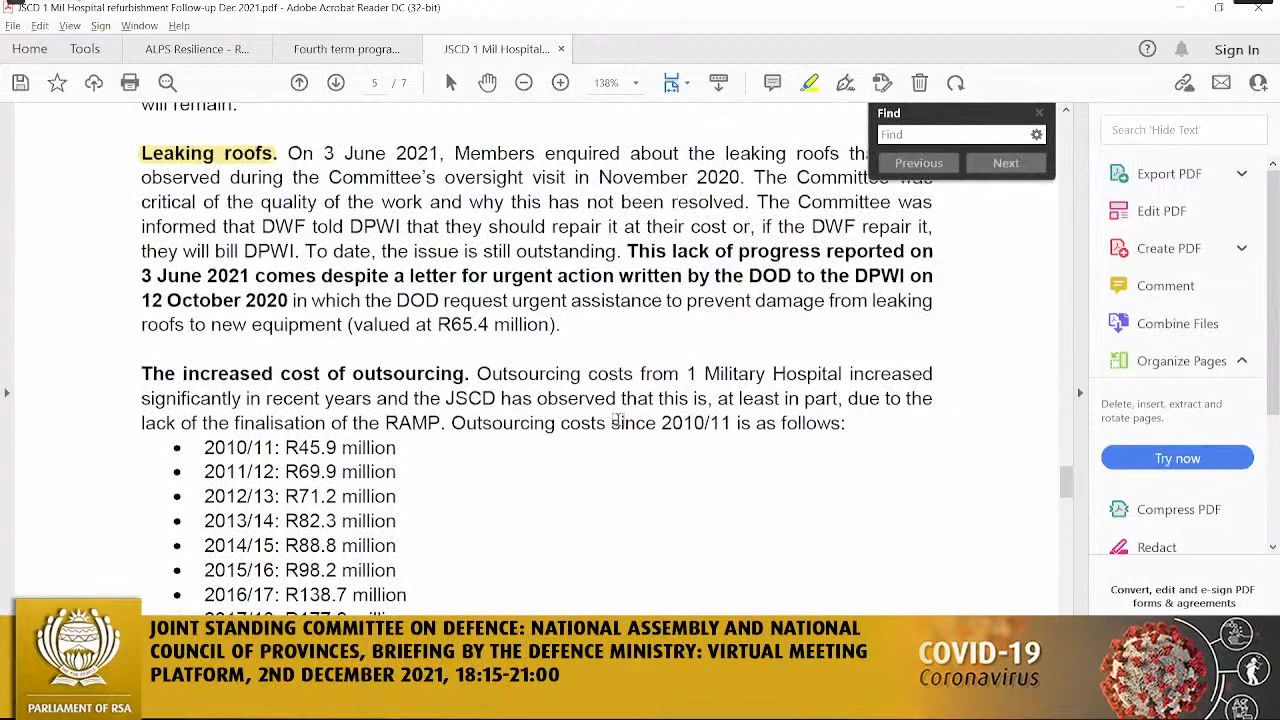 JSCD 1 Mil Hospital refurbishment Follow-up Dec 2021.pdf - Adobe Acrobat Reader DC (32-bit)
File Edit View Sign Window Help
Home Tools ALPS Resilience - R... Fourth term progra... JSCD 1 Mil Hospital... × Sign In
5 / 7 138%
will remain.
Find
Find
Previous Next
Leaking roofs. On 3 June 2021, Members enquired about the leaking roofs
observed during the Committee's oversight visit in November 2020. The Committee was
critical of the quality of the work and why this has not been resolved. The Committee was
informed that DWF told DPWI that they should repair it at their cost or, if the DWF repair it,
they will bill DPWI. To date, the issue is still outstanding. This lack of progress reported on
3 June 2021 comes despite a letter for urgent action written by the DOD to the DPWI on
12 October 2020 in which the DOD request urgent assistance to prevent damage from leaking
roofs to new equipment (valued at R65.4 million).
The increased cost of outsourcing. Outsourcing costs from 1 Military Hospital increased
significantly in recent years and the JSCD has observed that this is, at least in part, due to the
lack of the finalisation of the RAMP. Outsourcing costs since 2010/11 is as follows:
• 2010/11: R45.9 million
• 2011/12: R69.9 million
• 2012/13: R71.2 million
• 2013/14: R82.3 million
• 2014/15: R88.8 million
• 2015/16: R98.2 million
• 2016/17: R138.7 million
Search 'Hide Text'
Export PDF
Edit PDF
Create PDF
Comment
Combine Files
Organize Pages
Delete, insert, extract and
rotate pages.
Try now
Compress PDF
Redact
Convert, edit and e-sign PDF
forms & agreements
PARLIAMENT OF RSA
JOINT STANDING COMMITTEE ON DEFENCE: NATIONAL ASSEMBLY AND NATIONAL
COUNCIL OF PROVINCES, BRIEFING BY THE DEFENCE MINISTRY: VIRTUAL MEETING
PLATFORM, 2ND DECEMBER 2021, 18:15-21:00
COVID-19
Coronavirus